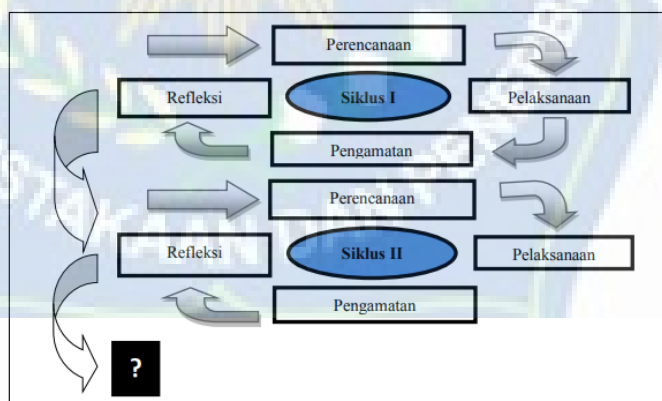 Perencanaan
Refleksi
Siklus I
Pelaksanaan
Pengamatan
Perencanaan
Refleksi
Siklus II
Pelaksanaan
Pengamatan
?